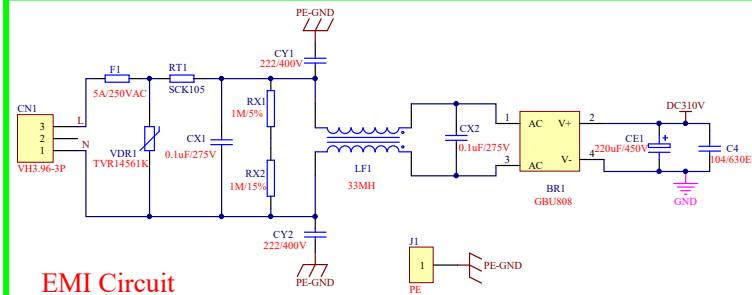 PE-GND
CY1
222/400V
F1
5A/250VAC
RT1
SCK105
CN1
3
2
1
L
N
VH3.96-3P
VDR1
TVR14561K
CX1
0.1uF/275V
RX1
1M/5%
RX2
1M/15%
LF1
33MH
CX2
0.1uF/275V
1
AC
V+
2
3
AC
V-
4
BR1
GBU808
DC310V
CE1
220uF/450V
+
C4
104/630E
GND
CY2
222/400V
PE-GND
J1
1
PE
PE-GND
EMI Circuit